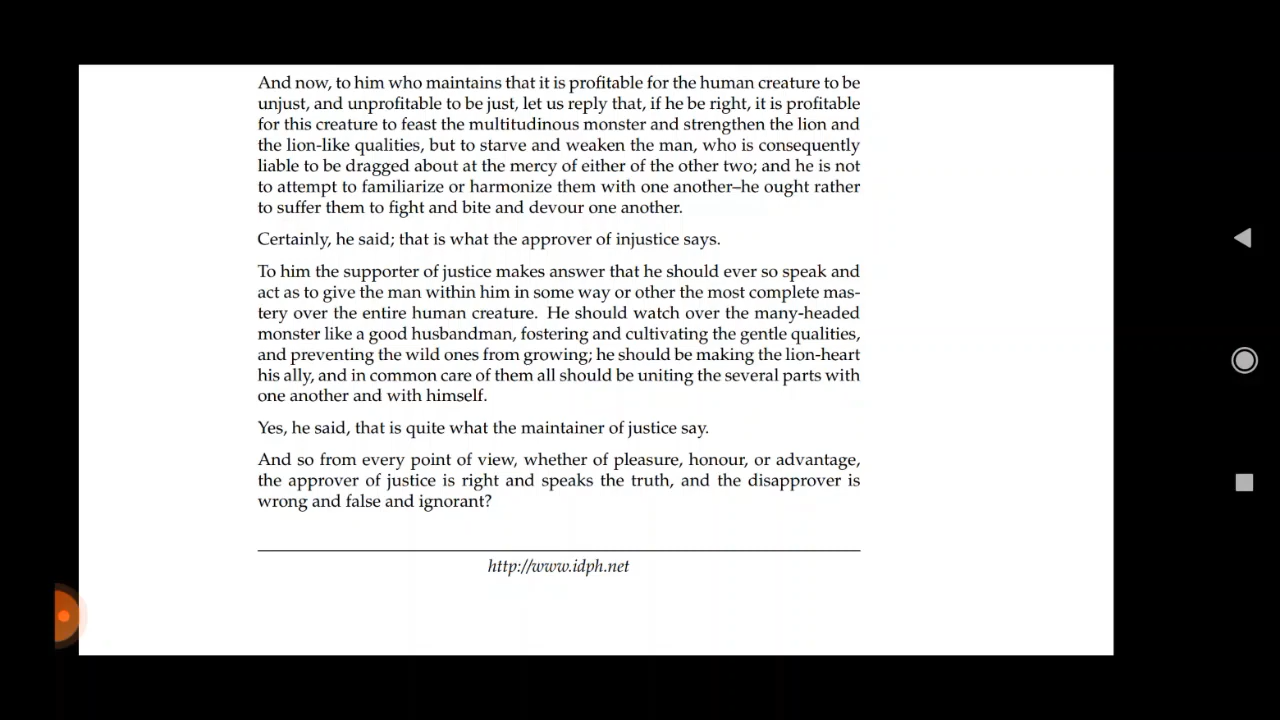 And now, to him who maintains that it is profitable for the human creature to be
unjust, and unprofitable to be just, let us reply that, if he be right, it is profitable
for this creature to feast the multitudinous monster and strengthen the lion and
the lion-like qualities, but to starve and weaken the man, who is consequently
liable to be dragged about at the mercy of either of the other two; and he is not
to attempt to familiarize or harmonize them with one another–he ought rather
to suffer them to fight and bite and devour one another.
Certainly, he said; that is what the approver of injustice says.
To him the supporter of justice makes answer that he should ever so speak and
act as to give the man within him in some way or other the most complete mas-
tery over the entire human creature. He should watch over the many-headed
monster like a good husbandman, fostering and cultivating the gentle qualities,
and preventing the wild ones from growing; he should be making the lion-heart
his ally, and in common care of them all should be uniting the several parts with
one another and with himself.
Yes, he said, that is quite what the maintainer of justice say.
And so from every point of view, whether of pleasure, honour, or advantage,
the approver of justice is right and speaks the truth, and the disapprover is
wrong and false and ignorant?
http://www.idph.net